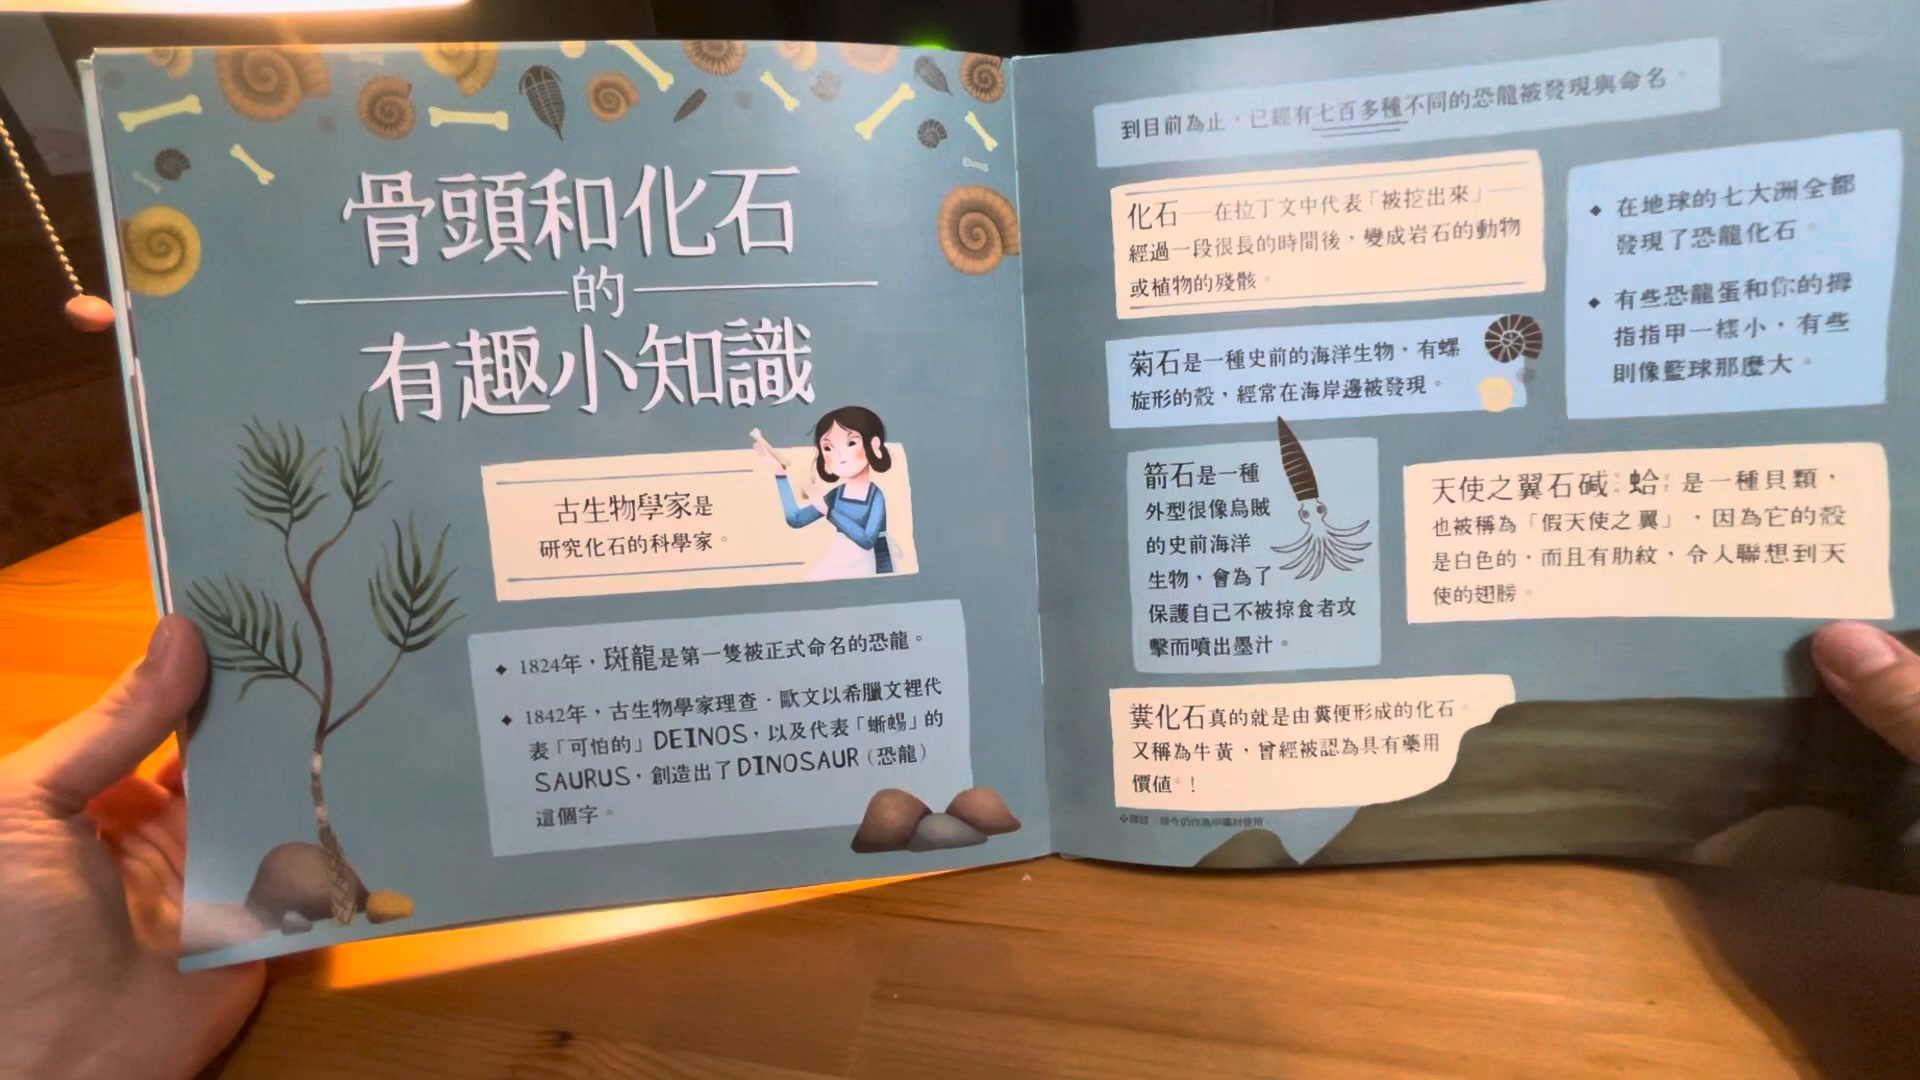 骨頭和化石
的
有趣小知識
古生物學家是
研究化石的科學家。
◆ 1824年，斑龍是第一隻被正式命名的恐龍。
◆ 1842年，古生物學家理查．歐文以希臘文裡代
表「可怕的」DEINOS，以及代表「蜥蜴」的
SAURUS，創造出了DINOSAUR（恐龍）
這個字。
到目前為止，已經有七百多種不同的恐龍被發現與命名。
化石——在拉丁文中代表「被挖出來」——
經過一段很長的時間後，變成岩石的動物
或植物的殘骸。
菊石是一種史前的海洋生物，有螺
旋形的殼，經常在海岸邊被發現。
箭石是一種
外型很像烏賊
的史前海洋
生物，會為了
保護自己不被掠食者攻
擊而噴出墨汁。
糞化石真的就是由糞便形成的化石。
又稱為牛黃，曾經被認為具有藥用
價值❖！
❖譯註：現今仍作為中藥材使用。
◆ 在地球的七大洲全都
發現了恐龍化石。
◆ 有些恐龍蛋和你的拇
指指甲一樣小，有些
則像籃球那麼大。
天使之翼石鹼蛤是一種貝類，
也被稱為「假天使之翼」，因為它的殼
是白色的，而且有肋紋，令人聯想到天
使的翅膀。